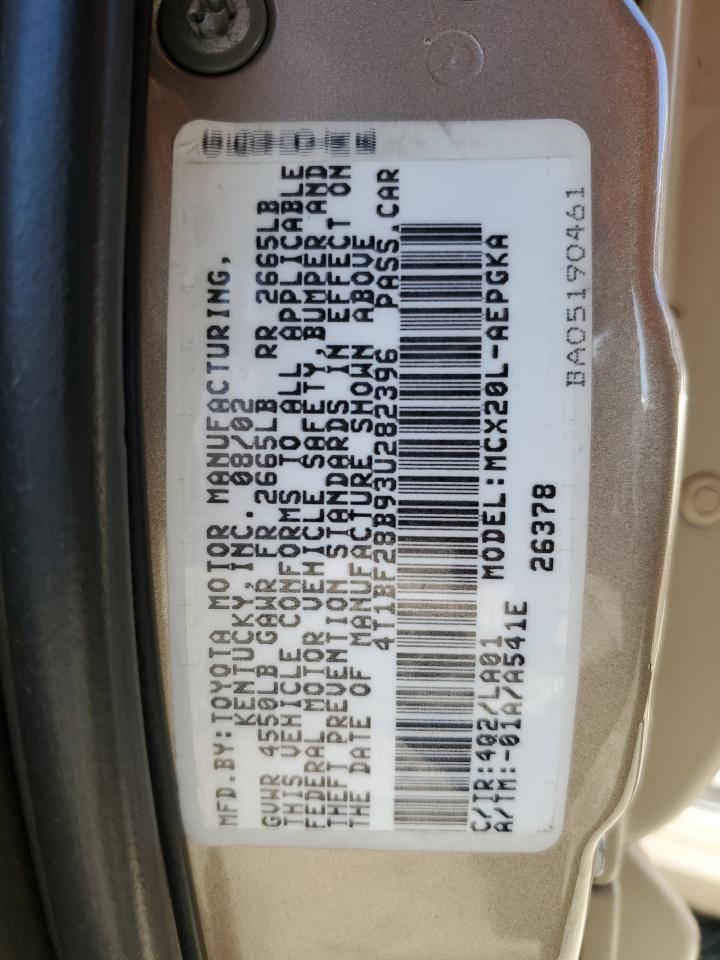 MFD.BY:TOYOTA MOTOR MANUFACTURING,
KENTUCKY,INC. 08/02
GVWR 4550LB GAWR FR 2665LB RR 2665LB
THIS VEHICLE CONFORMS TO ALL APPLICABLE
FEDERAL MOTOR VEHICLE SAFETY,BUMPER AND
THEFT PREVENTION STANDARDS IN EFFECT ON
THE DATE OF MANUFACTURE SHOWN ABOVE
4T1BF28B93U282396 PASS.CAR
C/TR:4Q2/LA01 MODEL:MCX20L-AEPGKA
A/TM:-01A/A541E 26378
BA05190461